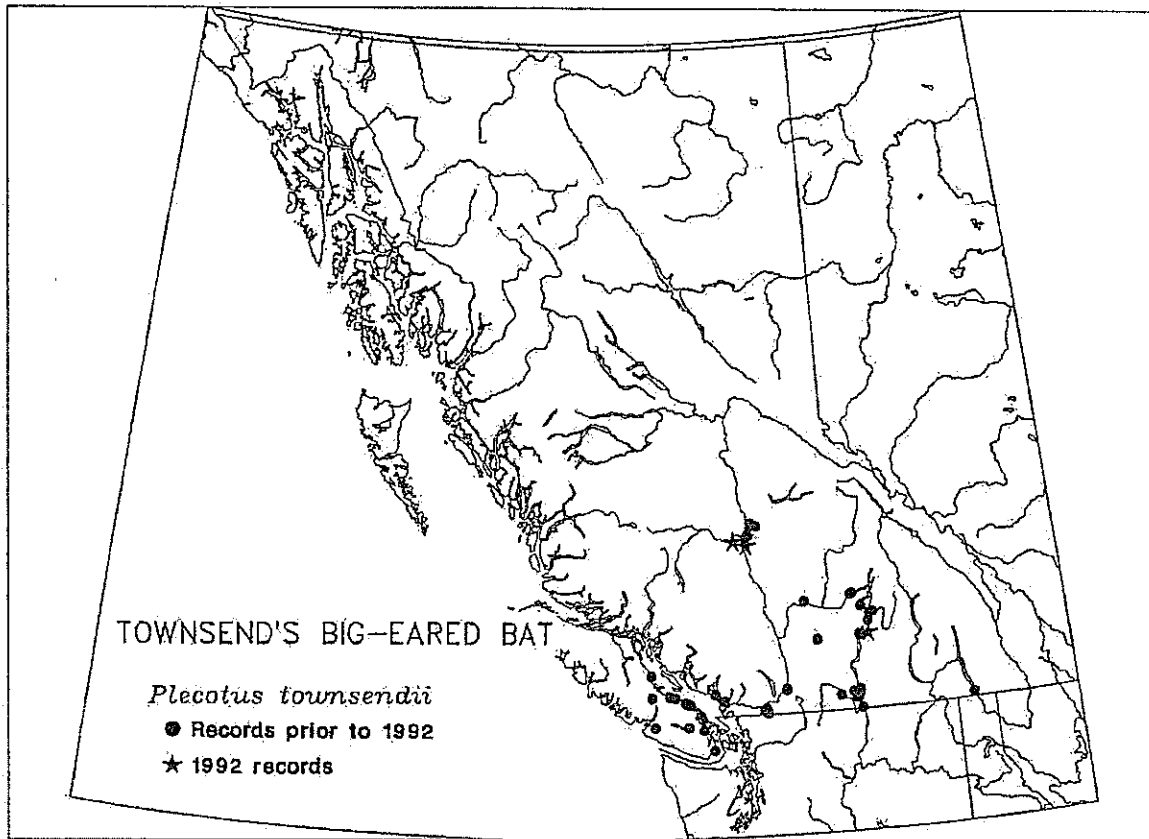 TOWNSEND'S BIG-EARED BAT
Plecotus townsendii
Records prior to 1992
1992 records